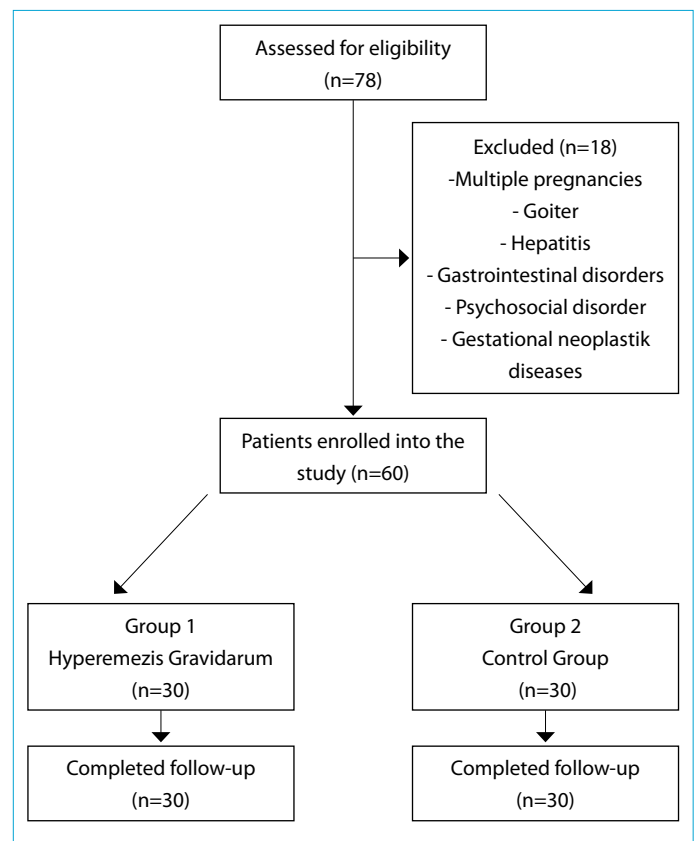 Assessed for eligibility
(n=78)
Excluded (n=18)
-Multiple pregnancies
- Goiter
- Hepatitis
- Gastrointestinal disorders
- Psychosocial disorder
- Gestational neoplastik
diseases
Patients enrolled into the
study (n=60)
Group 1
Hyperemezis Gravidarum
(n=30)
Group 2
Control Group
(n=30)
Completed follow-up
(n=30)
Completed follow-up
(n=30)